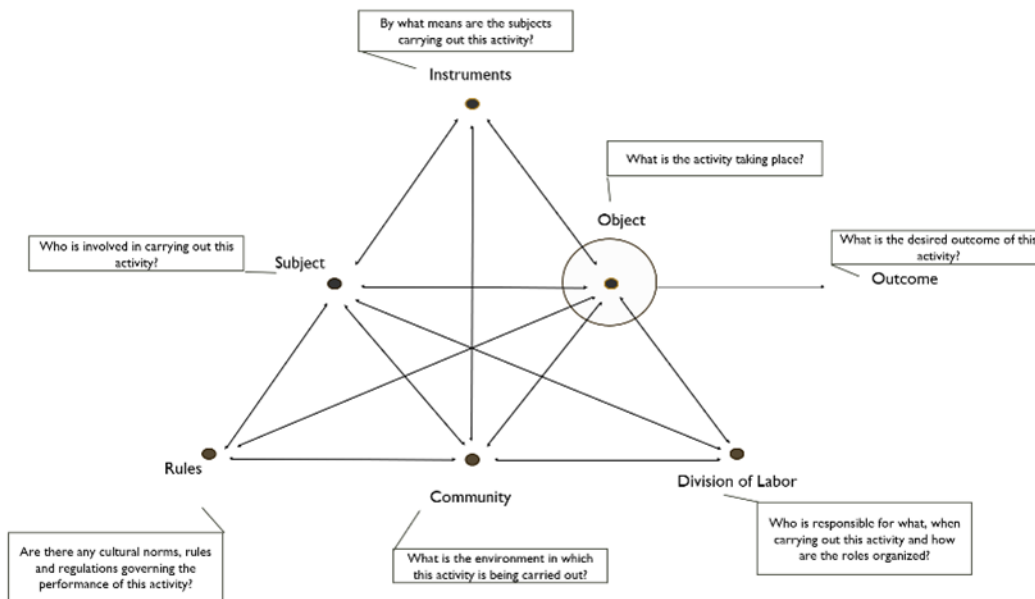 By what means are the subjects
carrying out this activity?
Instruments
What is the activity taking place?
Object
Who is involved in carrying out this
activity?
Subject
What is the desired outcome of this
activity?
Outcome
Rules
Community
Division of Labor
Are there any cultural norms, rules
and regulations governing the
performance of this activity?
What is the environment in which
this activity is being carried out?
Who is responsible for what, when
carrying out this activity and how
are the roles organized?